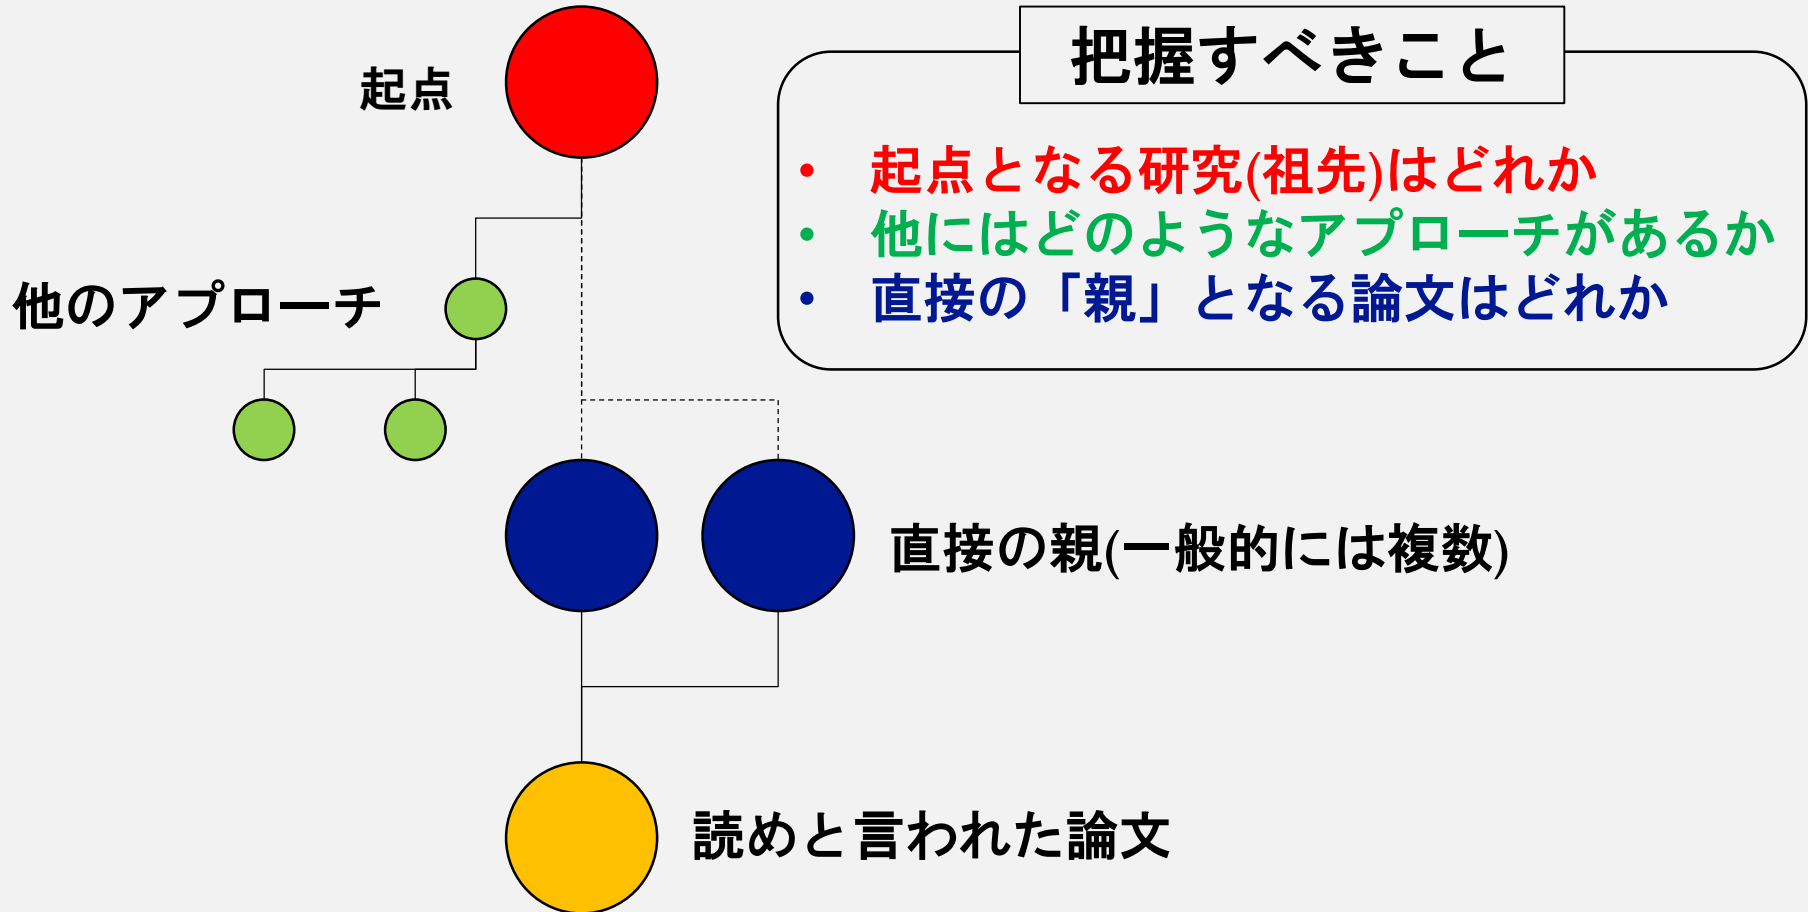 起点
把握すべきこと
• 起点となる研究(祖先)はどれか
• 他にはどのようなアプローチがあるか
• 直接の「親」となる論文はどれか
他のアプローチ
直接の親(一般的には複数)
読めと言われた論文